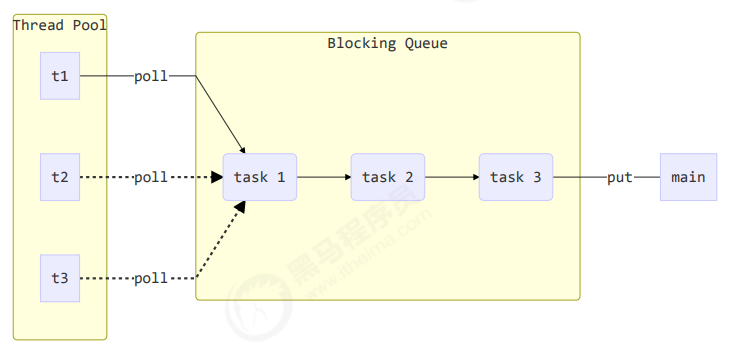 Thread Pool
Blocking Queue
t1
poll
t2
poll
task 1
task 2
task 3
put
main
t3
poll
黑马程序员
www.itheima.com